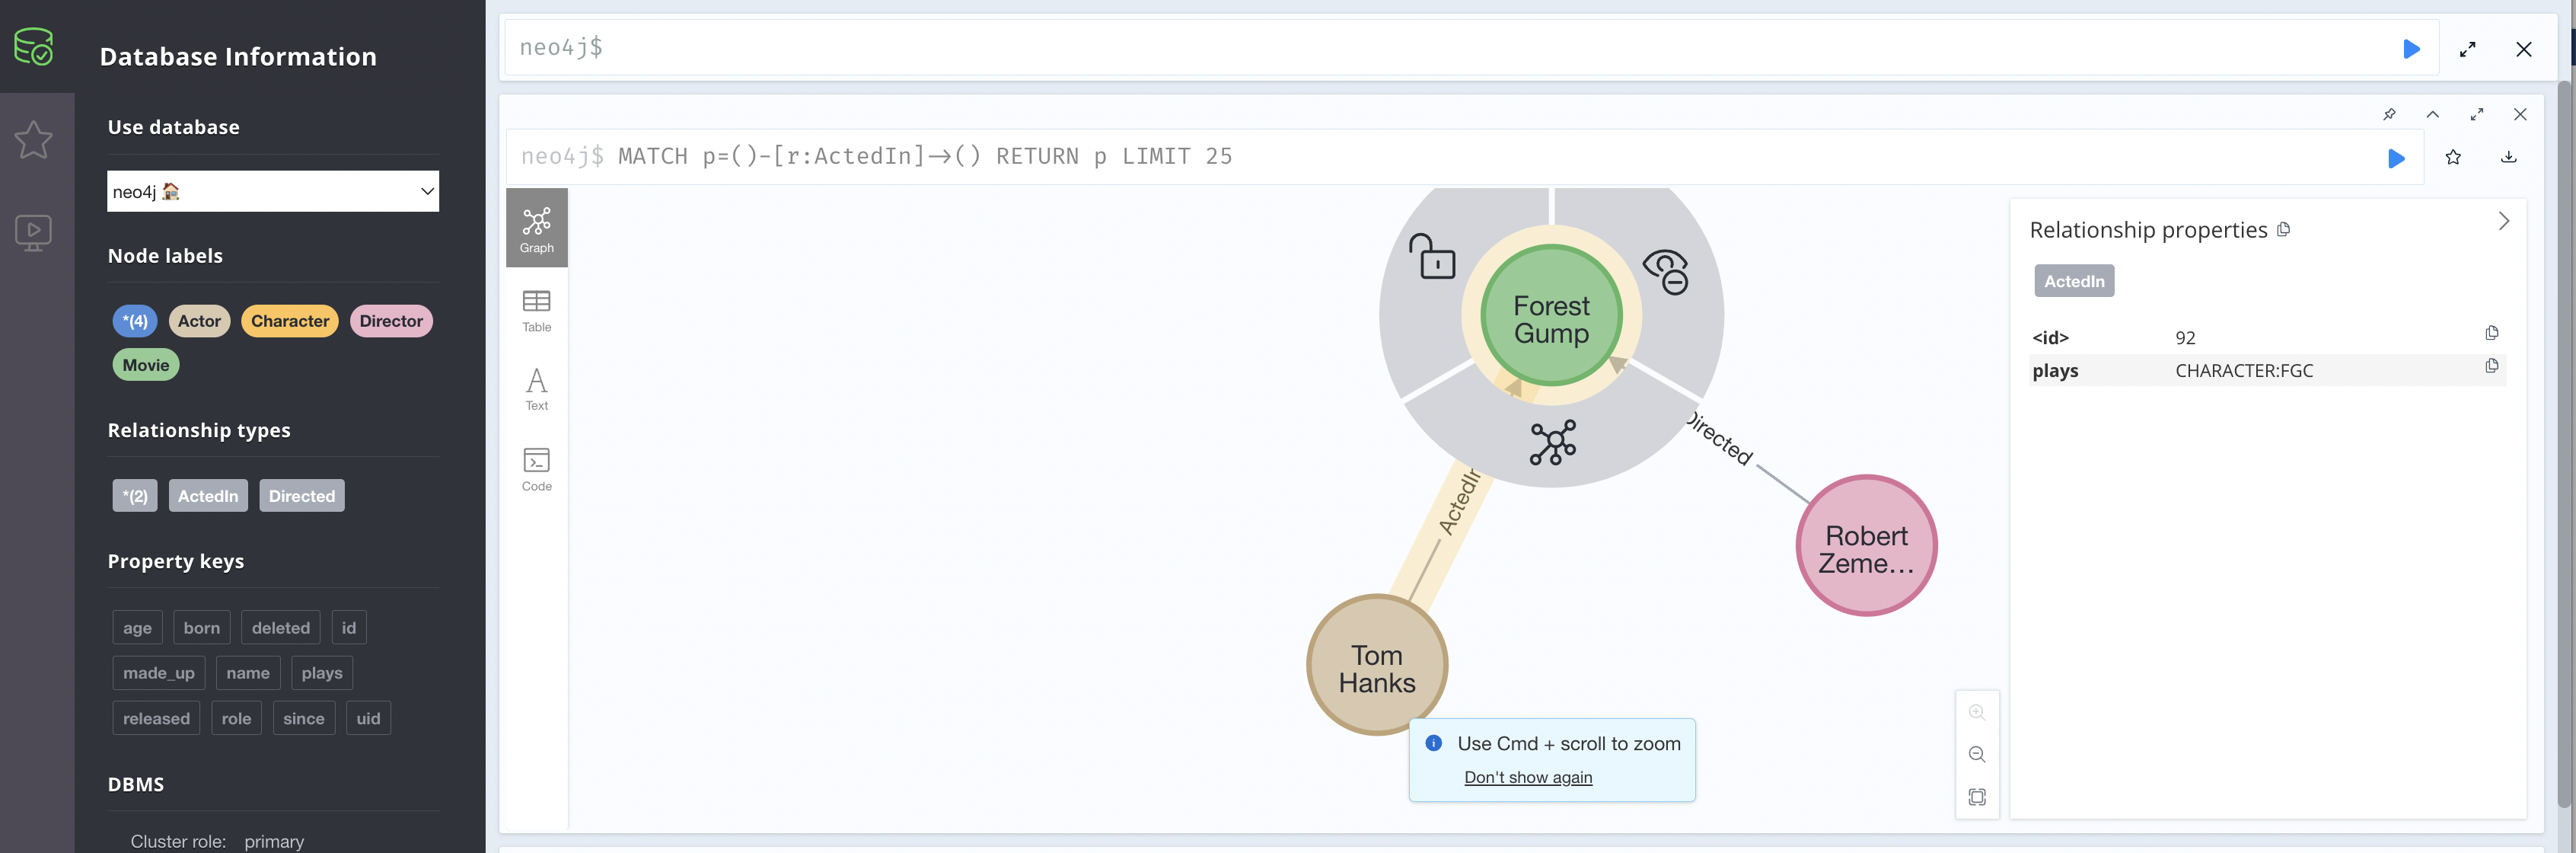 Database Information
Use database
neo4j
Node labels
*(4) Actor Character Director
Movie
Relationship types
*(2) ActedIn Directed
Property keys
age born deleted id
made_up name plays
released role since uid
DBMS
Cluster role: primary
neo4j$
neo4j$ MATCH p=()-[r:ActedIn]→() RETURN p LIMIT 25
Graph
Table
Text
Code
Forest
Gump
Directed
ActedIn
Robert
Zeme...
Tom
Hanks
Use Cmd + scroll to zoom
Don't show again
Relationship properties
ActedIn
<id> 92
plays CHARACTER:FGC